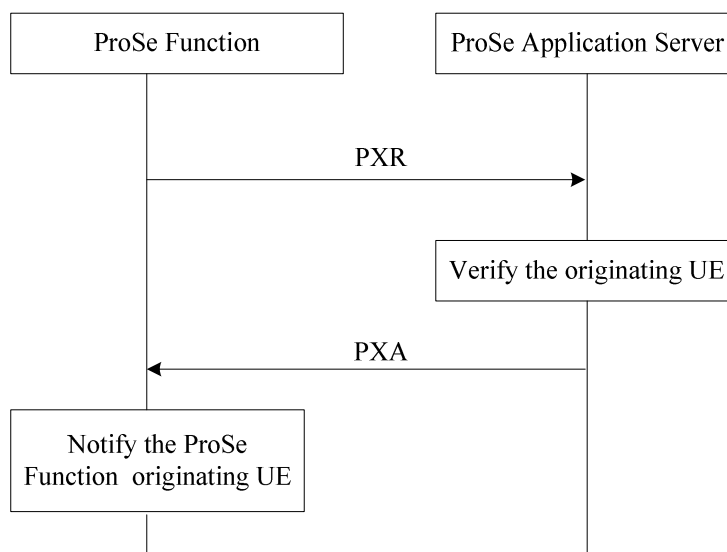 ProSe Function
ProSe Application Server
PXR
Verify the originating UE
PXA
Notify the ProSe
Function originating UE